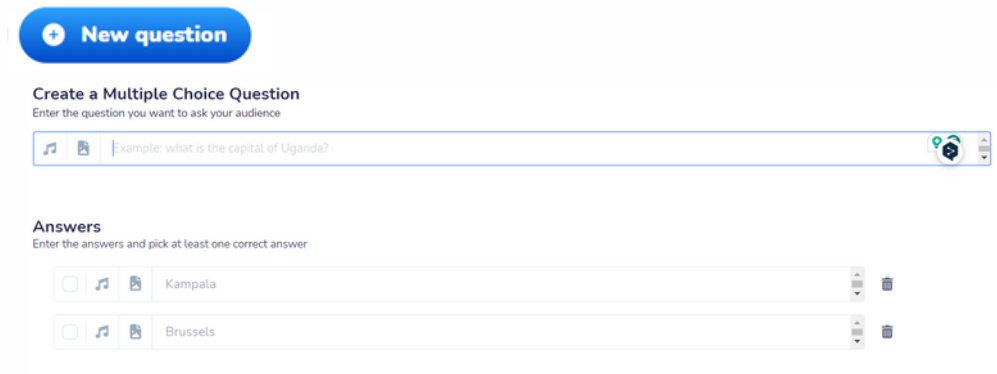 New question
Create a Multiple Choice Question
Enter the question you want to ask your audience
Example: what is the capital of Uganda?
Answers
Enter the answers and pick at least one correct answer
Kampala
Brussels